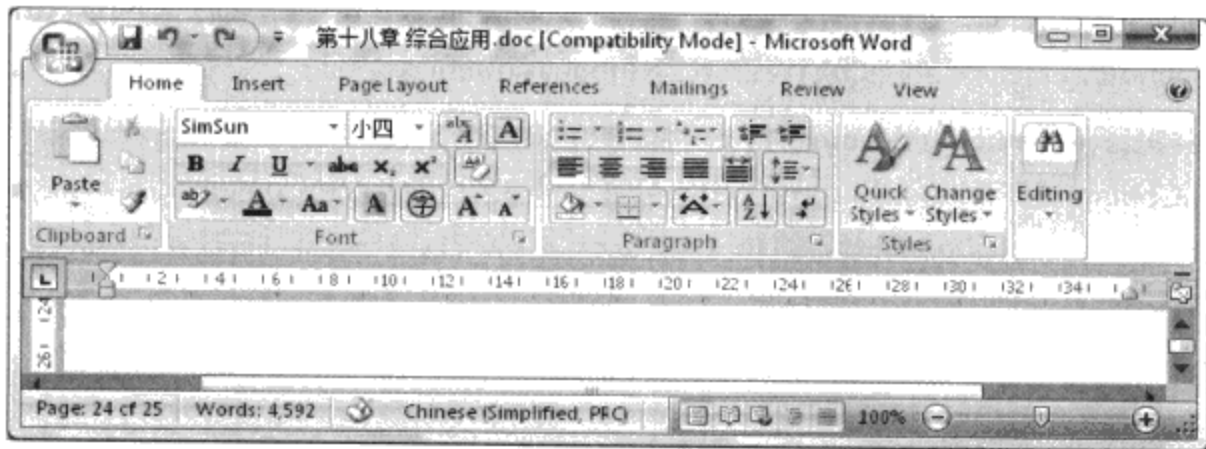 第十八章 综合应用.doc [Compatibility Mode] - Microsoft Word
Home Insert Page Layout References Mailings Review View
SimSun 小四
Paste
Quick Styles Change Styles Editing
Clipboard Font Paragraph Styles
2 4 6 8 10 12 14 16 18 20 22 24 26 28 30 32 34
24
26
Page: 24 of 25 Words: 4,592 Chinese (Simplified, PRC) 100%